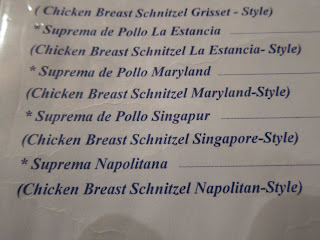 ( Chicken Breast Schnitzel Grisset - Style)
* Suprema de Pollo La Estancia
(Chicken Breast Schnitzel La Estancia- Style)
* Suprema de Pollo Maryland
(Chicken Breast Schnitzel Maryland-Style)
* Suprema de Pollo Singapur
(Chicken Breast Schnitzel Singapore-Style)
* Suprema Napolitana
(Chicken Breast Schnitzel Napolitan-Style)